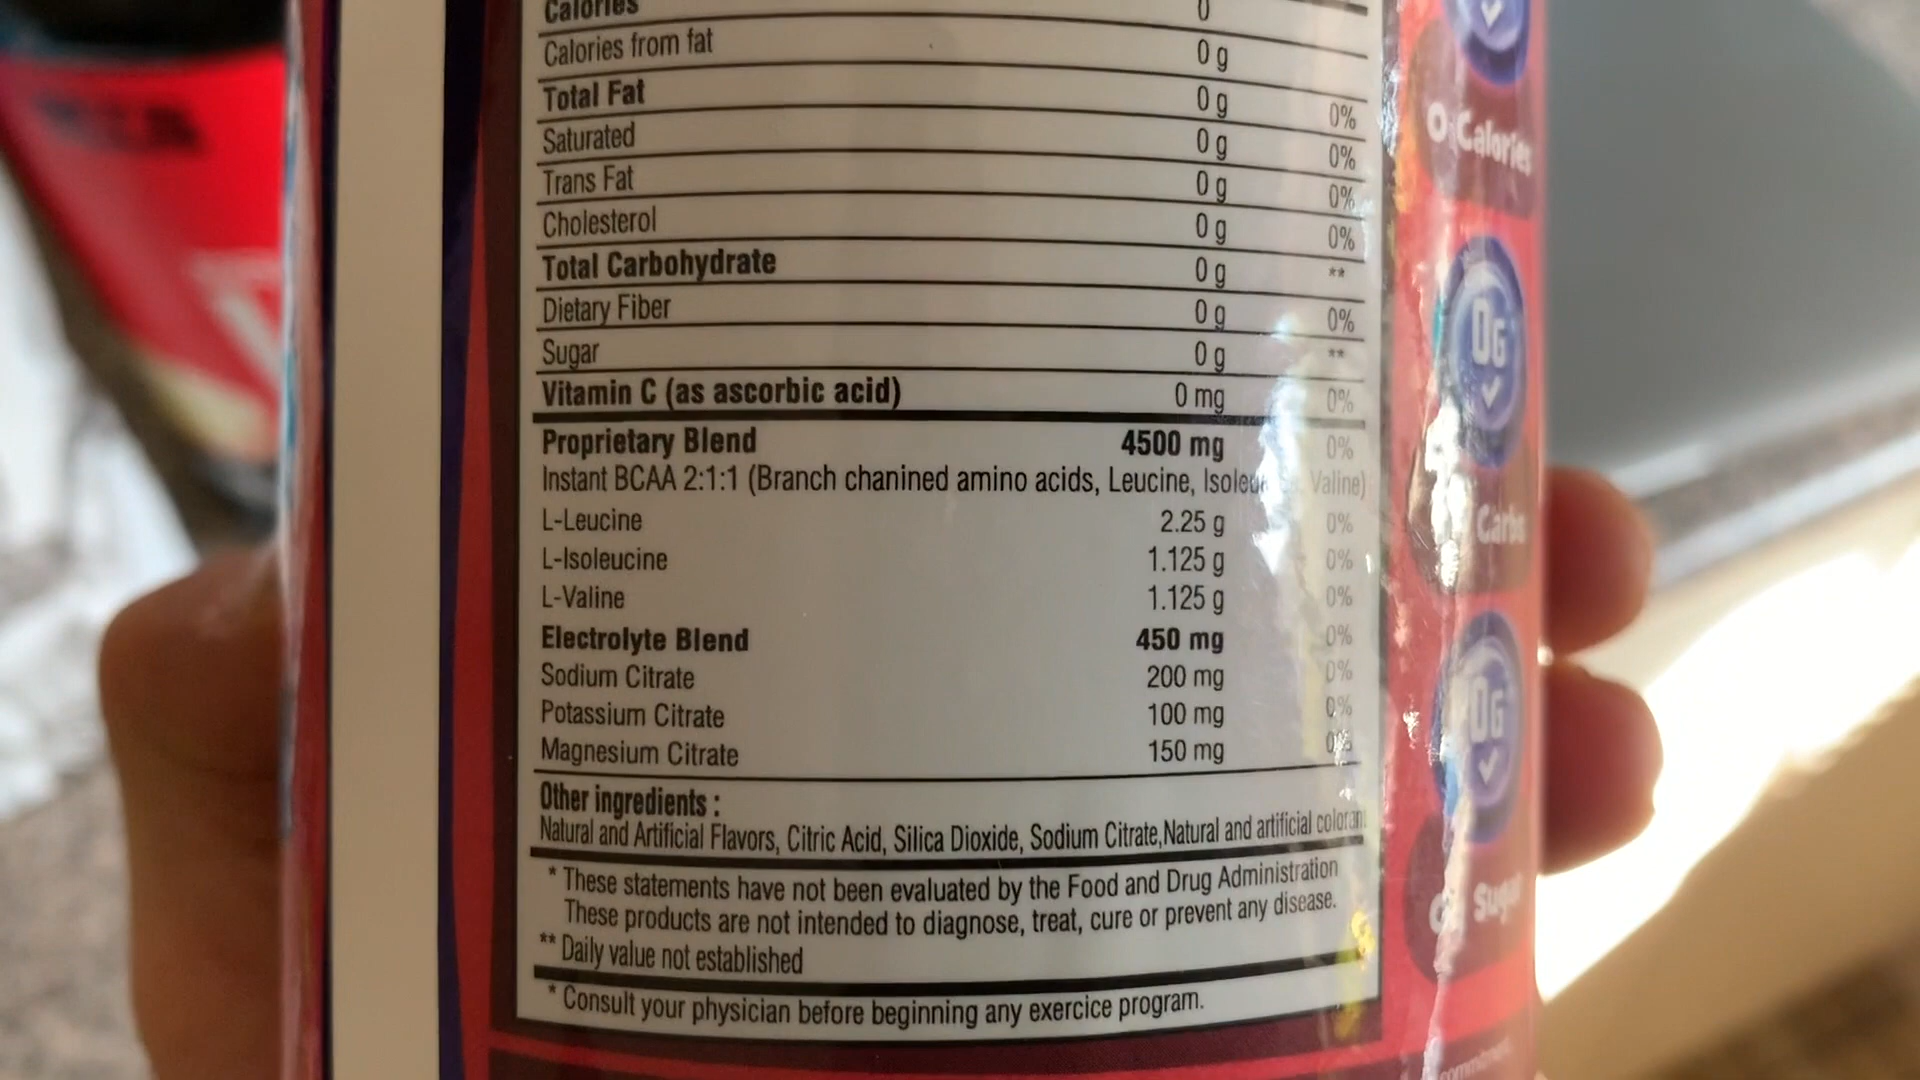 Calories 0
Calories from fat 0 g
Total Fat 0 g 0%
Saturated 0 g 0%
Trans Fat 0 g 0%
Cholesterol 0 g 0%
Total Carbohydrate 0 g **
Dietary Fiber 0 g 0%
Sugar 0 g **
Vitamin C (as ascorbic acid) 0 mg 0%
Proprietary Blend 4500 mg 0%
Instant BCAA 2:1:1 (Branch chanined amino acids, Leucine, Valine)
L-Leucine 2.25 g 0%
L-Isoleucine 1.125 g 0%
L-Valine 1.125 g 0%
Electrolyte Blend 450 mg 0%
Sodium Citrate 200 mg 0%
Potassium Citrate 100 mg 0%
Magnesium Citrate 150 mg 0%
Other ingredients :
Natural and Artificial Flavors, Citric Acid, Silica Dioxide, Sodium Citrate,Natural and artificial
* These statements have not been evaluated by the Food and Drug Administration
These products are not intended to diagnose, treat, cure or prevent any disease.
** Daily value not established
* Consult your physician before beginning any exercice program.
0 Calories
0G
Carbs
0G
Sugar